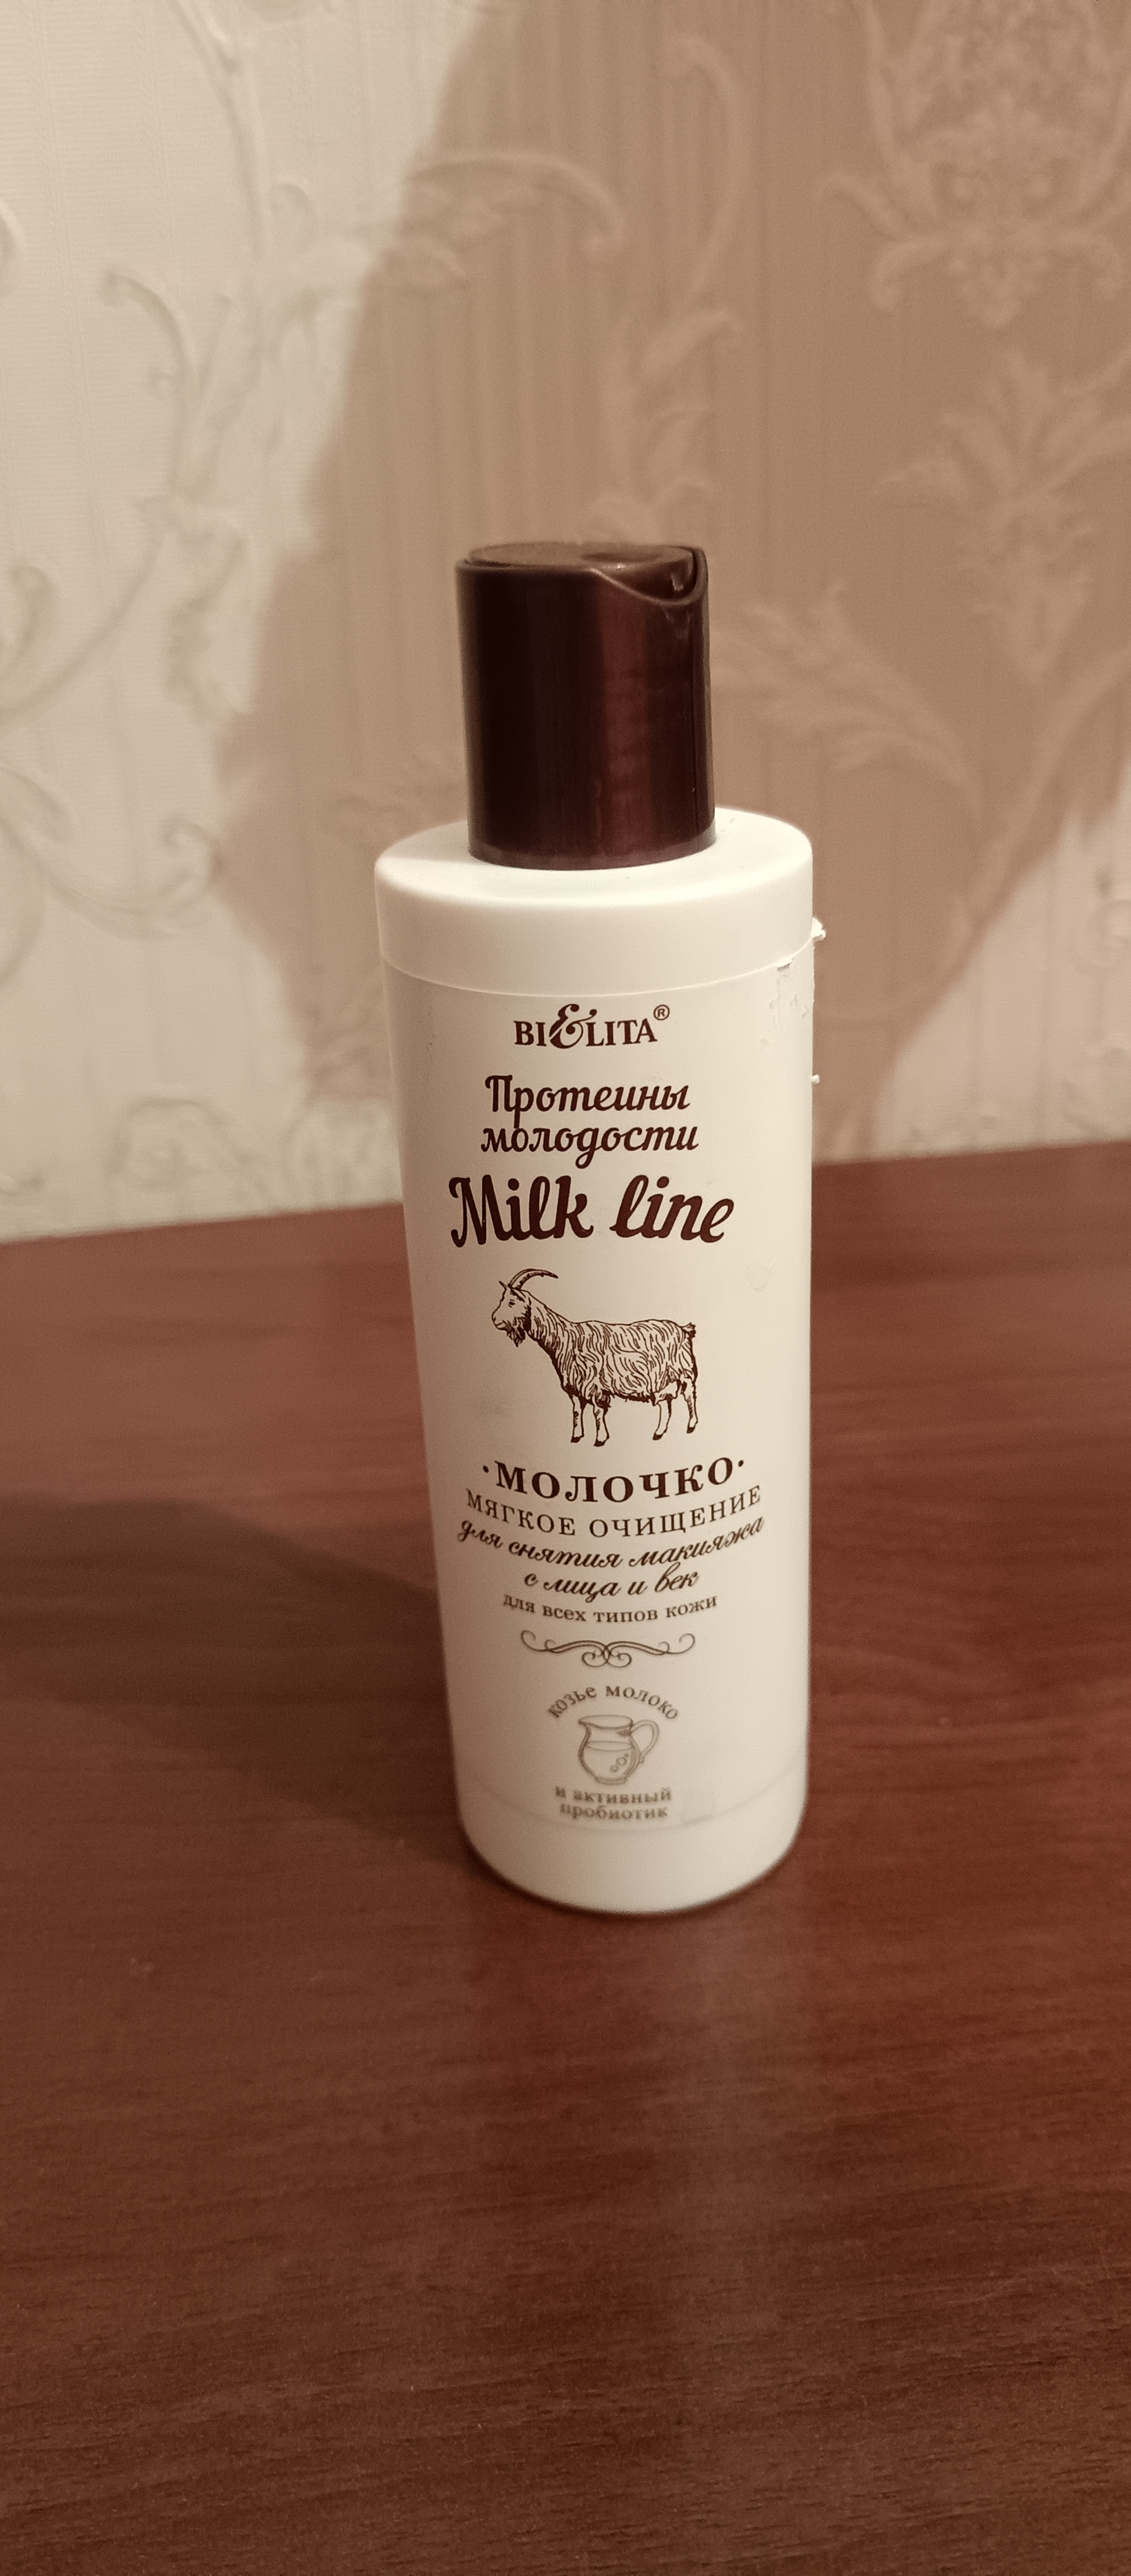 BIELITA®
Протеины
молодости
Milk line
·МОЛОЧКО·
МЯГКОЕ ОЧИЩЕНИЕ
для снятия макияжа
с лица и век
для всех типов кожи
козье молоко
и активный
пробиотик